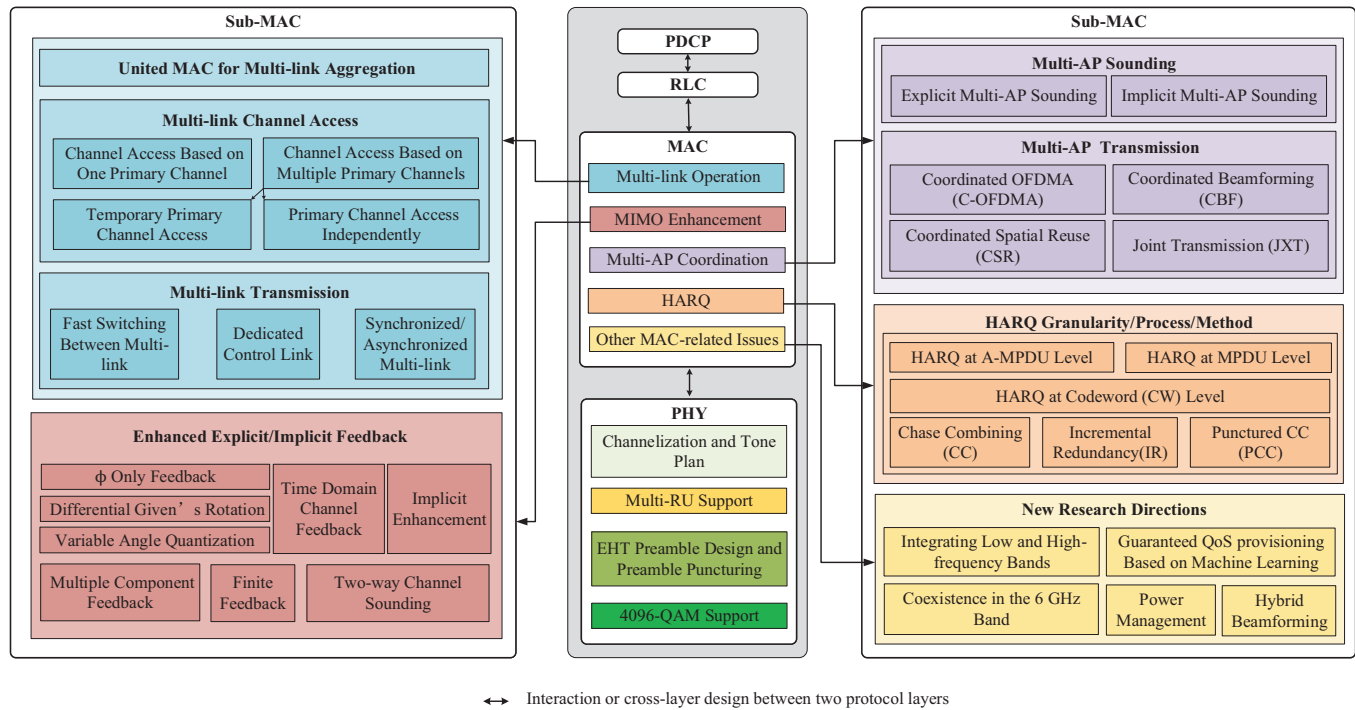 Sub-MAC
United MAC for Multi-link Aggregation
Multi-link Channel Access
Channel Access Based on
One Primary Channel
Channel Access Based on
Multiple Primary Channels
Temporary Primary
Channel Access
Primary Channel Access
Independently
Multi-link Transmission
Fast Switching
Between Multi-
link
Dedicated
Control Link
Synchronized/
Asynchronized
Multi-link
Enhanced Explicit/Implicit Feedback
ϕ Only Feedback
Differential Given’s Rotation
Variable Angle Quantization
Time Domain
Channel
Feedback
Implicit
Enhancement
Multiple Component
Feedback
Finite
Feedback
Two-way Channel
Sounding
PDCP
RLC
MAC
Multi-link Operation
MIMO Enhancement
Multi-AP Coordination
HARQ
Other MAC-related Issues
PHY
Channelization and Tone
Plan
Multi-RU Support
EHT Preamble Design and
Preamble Puncturing
4096-QAM Support
Sub-MAC
Multi-AP Sounding
Explicit Multi-AP Sounding
Implicit Multi-AP Sounding
Multi-AP Transmission
Coordinated OFDMA
(C-OFDMA)
Coordinated Beamforming
(CBF)
Coordinated Spatial Reuse
(CSR)
Joint Transmission (JXT)
HARQ Granularity/Process/Method
HARQ at A-MPDU Level
HARQ at MPDU Level
HARQ at Codeword (CW) Level
Chase Combining
(CC)
Incremental
Redundancy(IR)
Punctured CC
(PCC)
New Research Directions
Integrating Low and High-
frequency Bands
Guaranteed QoS provisioning
Based on Machine Learning
Coexistence in the 6 GHz
Band
Power
Management
Hybrid
Beamforming
Interaction or cross-layer design between two protocol layers